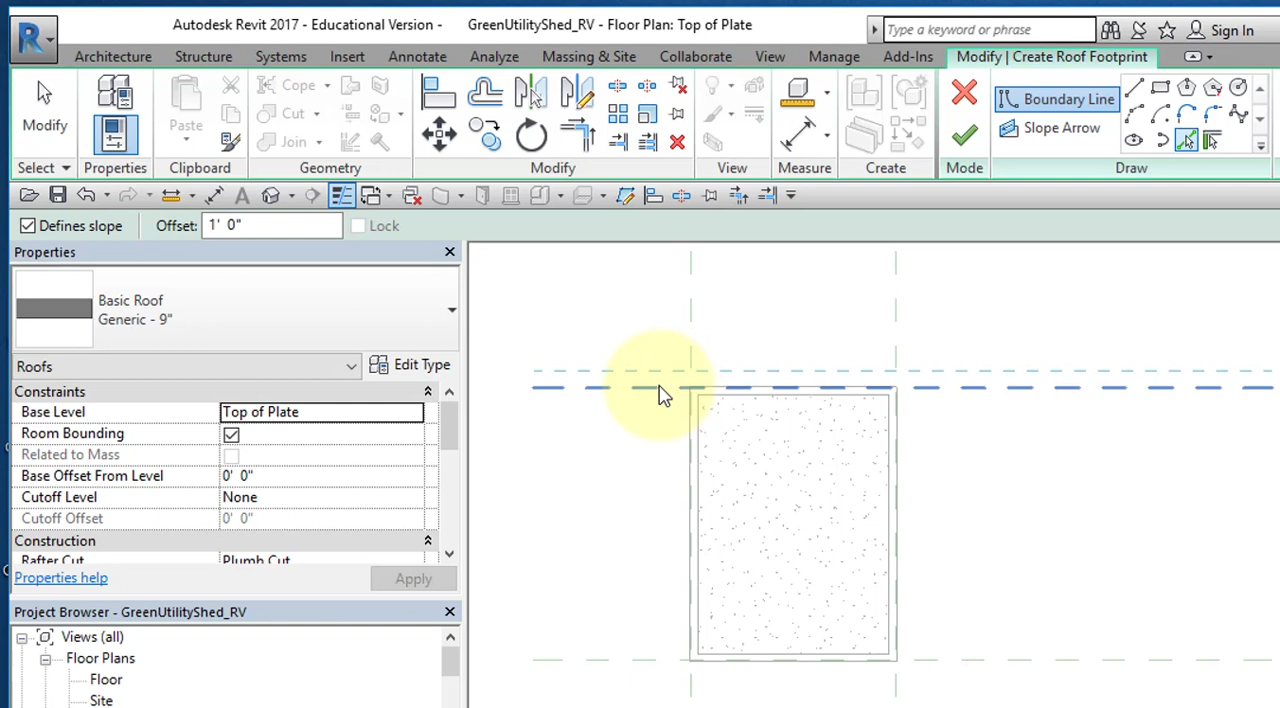 Autodesk Revit 2017 - Educational Version - GreenUtilityShed_RV - Floor Plan: Top of Plate
Type a keyword or phrase
Sign In
R
Architecture Structure Systems Insert Annotate Analyze Massing & Site Collaborate View Manage Add-Ins Modify | Create Roof Footprint
Cope
Boundary Line
Modify
Paste
Cut
Slope Arrow
Join
Select Properties Clipboard Geometry Modify View Measure Create Mode Draw
A
Defines slope Offset: 1' 0" Lock
Properties
Basic Roof
Generic - 9"
Roofs Edit Type
Constraints
Base Level Top of Plate
Room Bounding
Related to Mass
Base Offset From Level 0' 0"
Cutoff Level None
Cutoff Offset 0' 0"
Construction
Rafter Cut Plumb Cut
Properties help Apply
Project Browser - GreenUtilityShed_RV
Views (all)
Floor Plans
Floor
Site